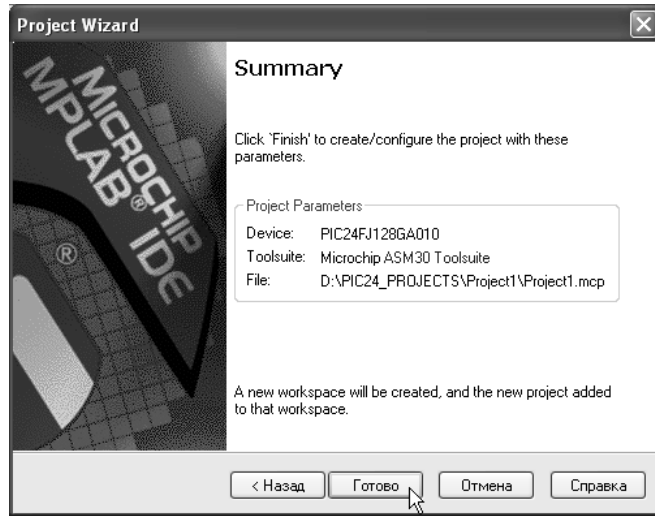 Project Wizard
MICROCHIP
MPLAB® IDE
®
Summary
Click `Finish' to create/configure the project with these
parameters.
Project Parameters
Device: PIC24FJ128GA010
Toolsuite: Microchip ASM30 Toolsuite
File: D:\PIC24_PROJECTS\Project1\Project1.mcp
A new workspace will be created, and the new project added
to that workspace.
< Назад Готово Отмена Справка